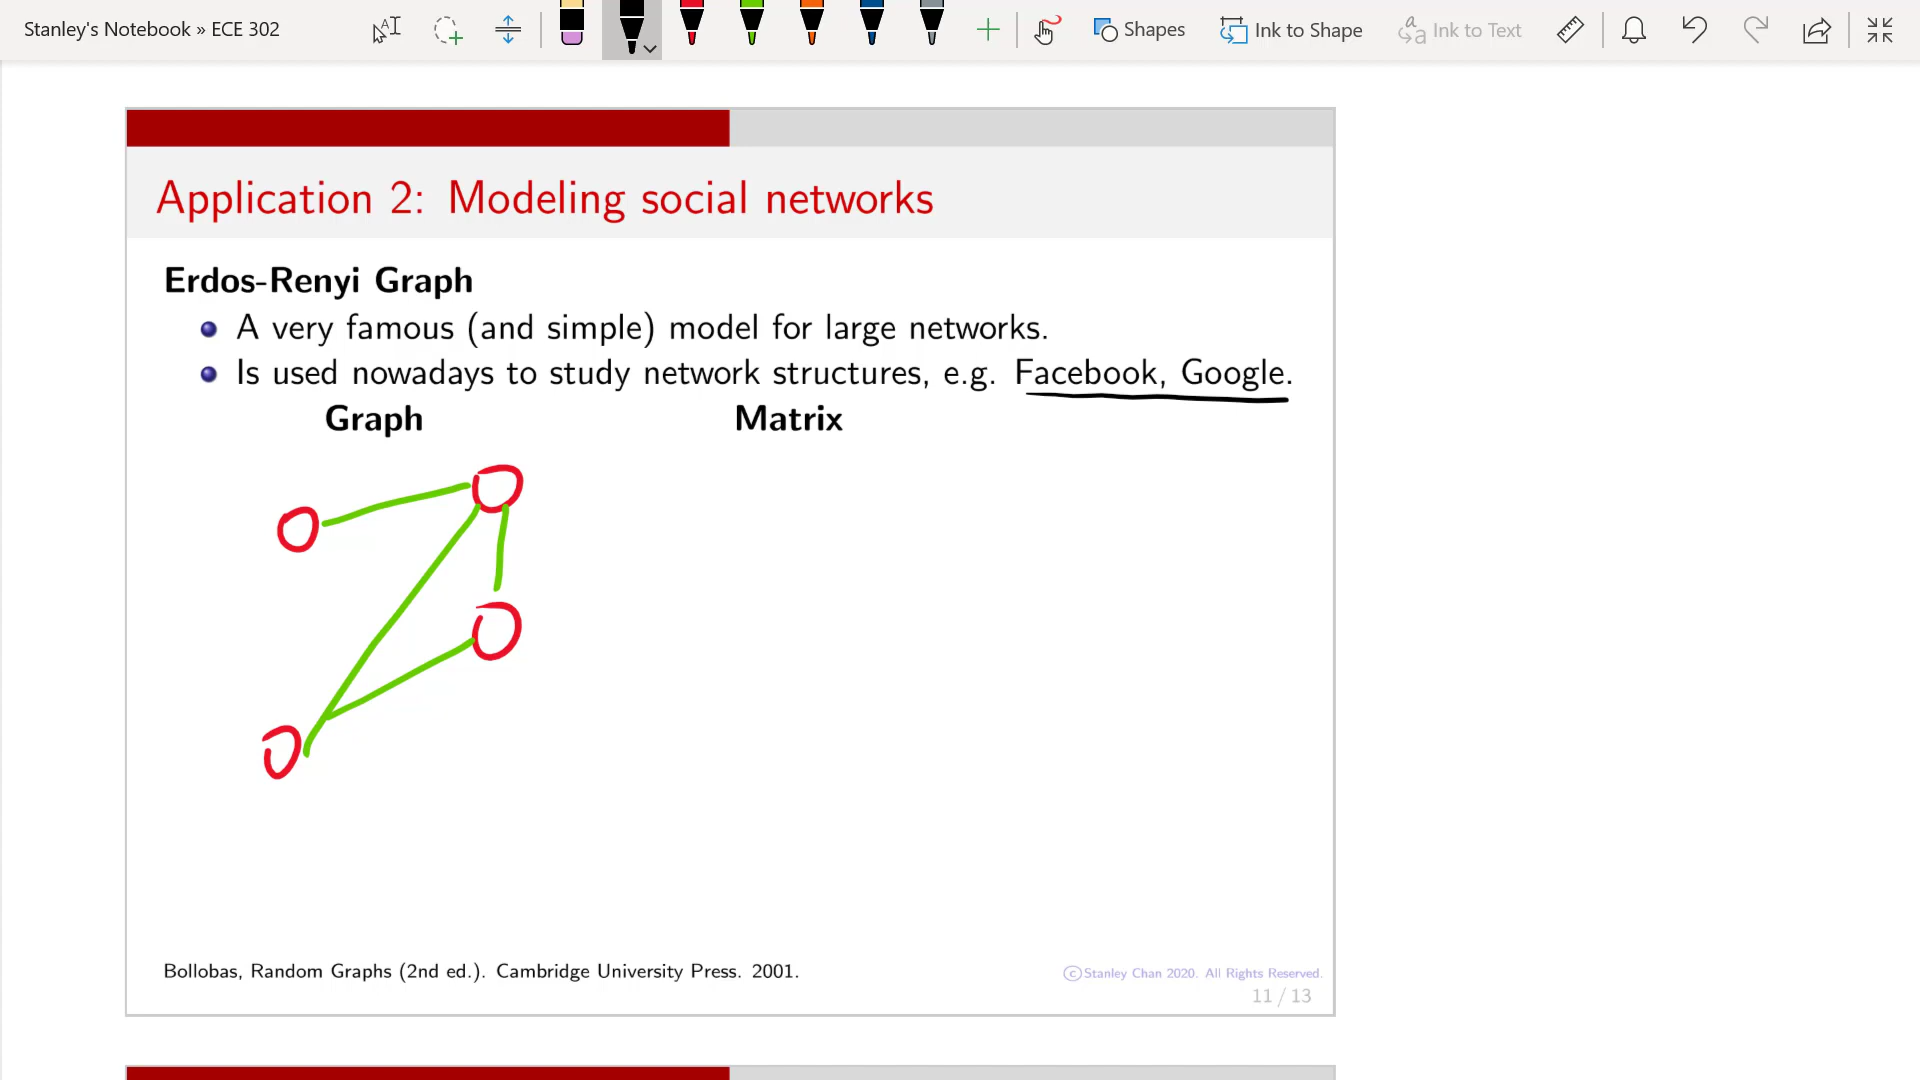 Stanley's Notebook » ECE 302
Shapes
Ink to Shape
Ink to Text
Application 2: Modeling social networks
Erdos-Renyi Graph
A very famous (and simple) model for large networks.
Is used nowadays to study network structures, e.g. Facebook, Google.
Graph Matrix
Bollobas, Random Graphs (2nd ed.). Cambridge University Press. 2001.
©Stanley Chan 2020. All Rights Reserved.
11 / 13